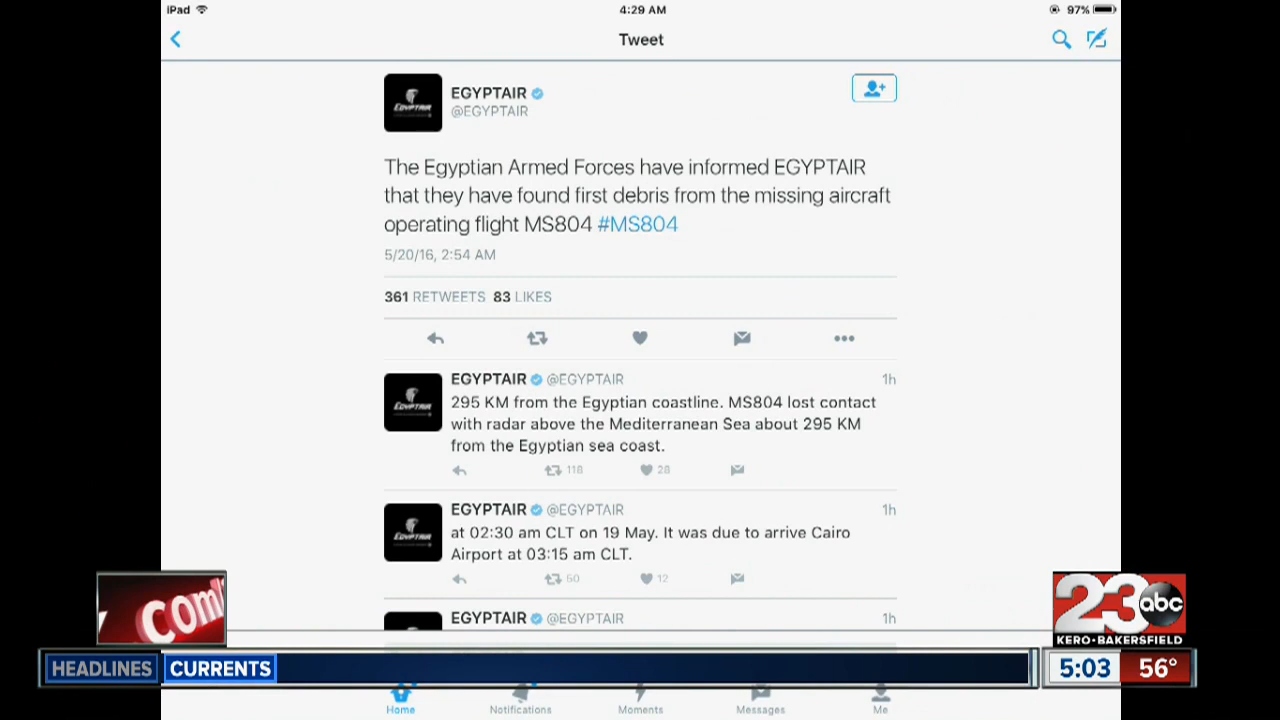 iPad
4:29 AM
97%
Tweet
EGYPTAIR
@EGYPTAIR
The Egyptian Armed Forces have informed EGYPTAIR
that they have found first debris from the missing aircraft
operating flight MS804 #MS804
5/20/16, 2:54 AM
361 RETWEETS 83 LIKES
EGYPTAIR @EGYPTAIR 1h
295 KM from the Egyptian coastline. MS804 lost contact
with radar above the Mediterranean Sea about 295 KM
from the Egyptian sea coast.
118 28
EGYPTAIR @EGYPTAIR 1h
at 02:30 am CLT on 19 May. It was due to arrive Cairo
Airport at 03:15 am CLT.
50 12
EGYPTAIR @EGYPTAIR 1h
23 abc
KERO·BAKERSFIELD
HEADLINES CURRENTS
5:03 56°
Home Notifications Moments Messages Me